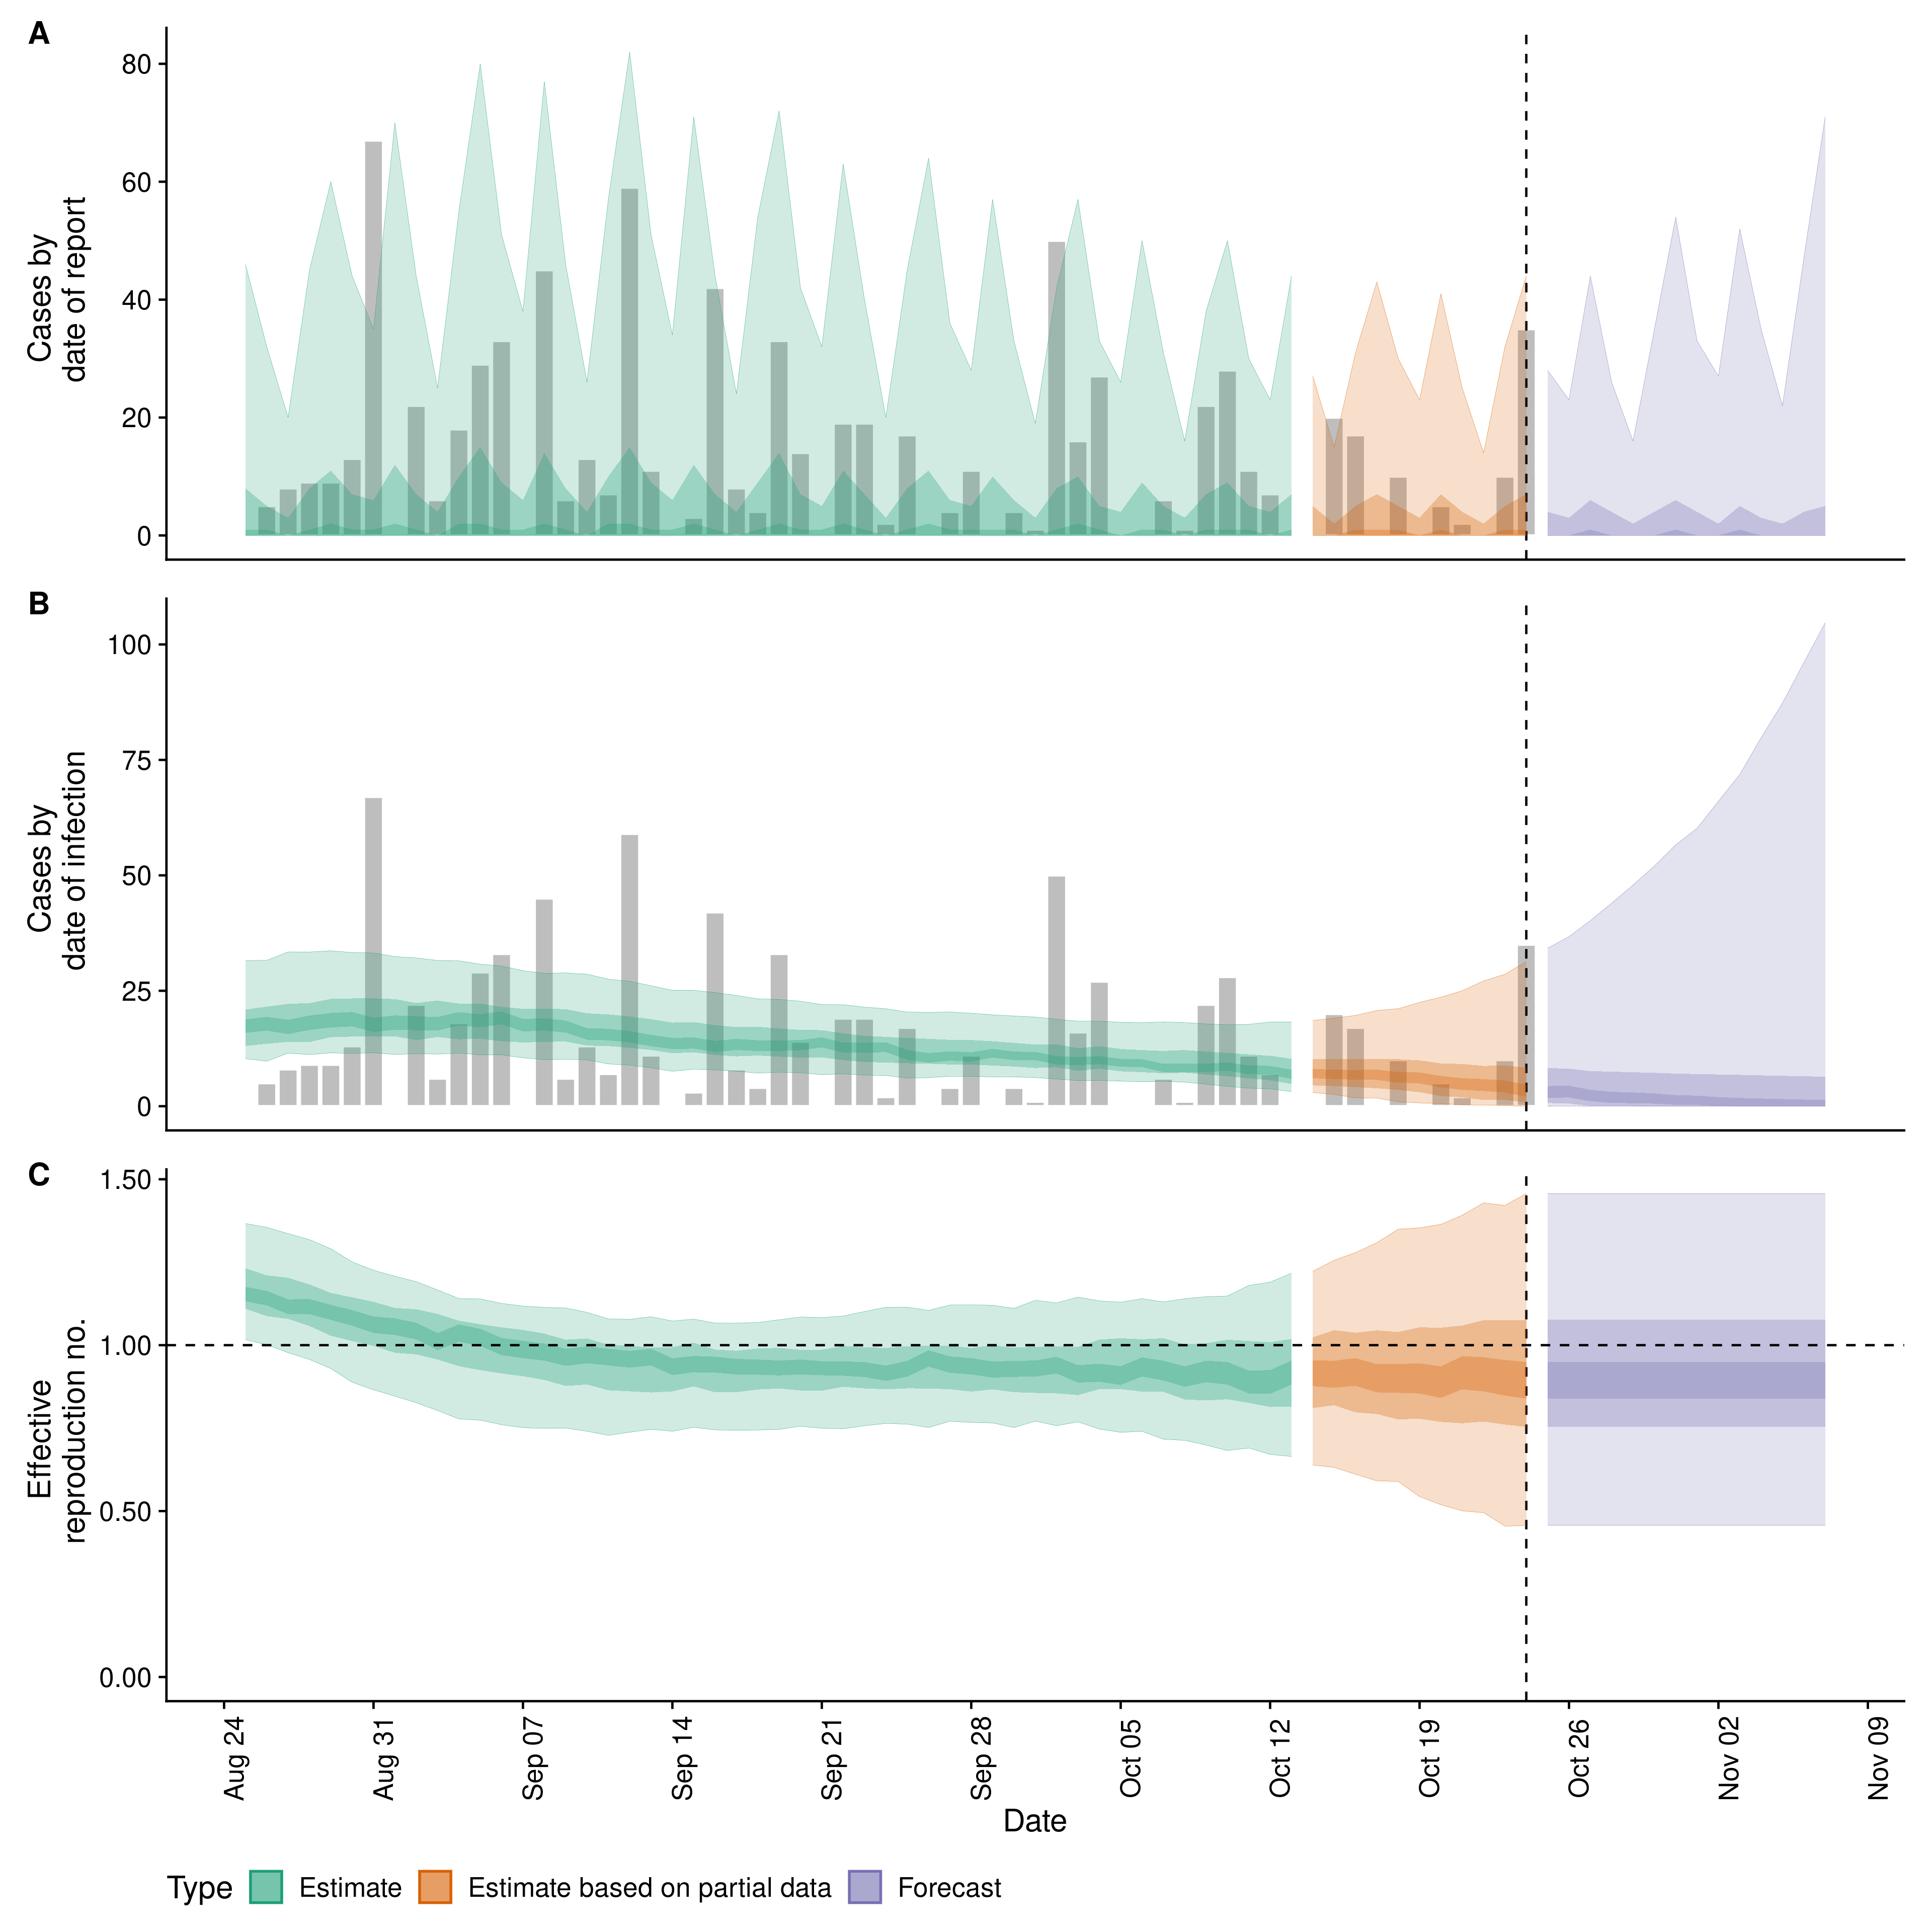 A
Cases by
date of report
80
60
40
20
0
B
Cases by
date of infection
100
75
50
25
0
C
Effective
reproduction no.
1.50
1.00
0.50
0.00
Aug 24
Aug 31
Sep 07
Sep 14
Sep 21
Sep 28
Oct 05
Oct 12
Oct 19
Oct 26
Nov 02
Nov 09
Date
Type Estimate Estimate based on partial data Forecast